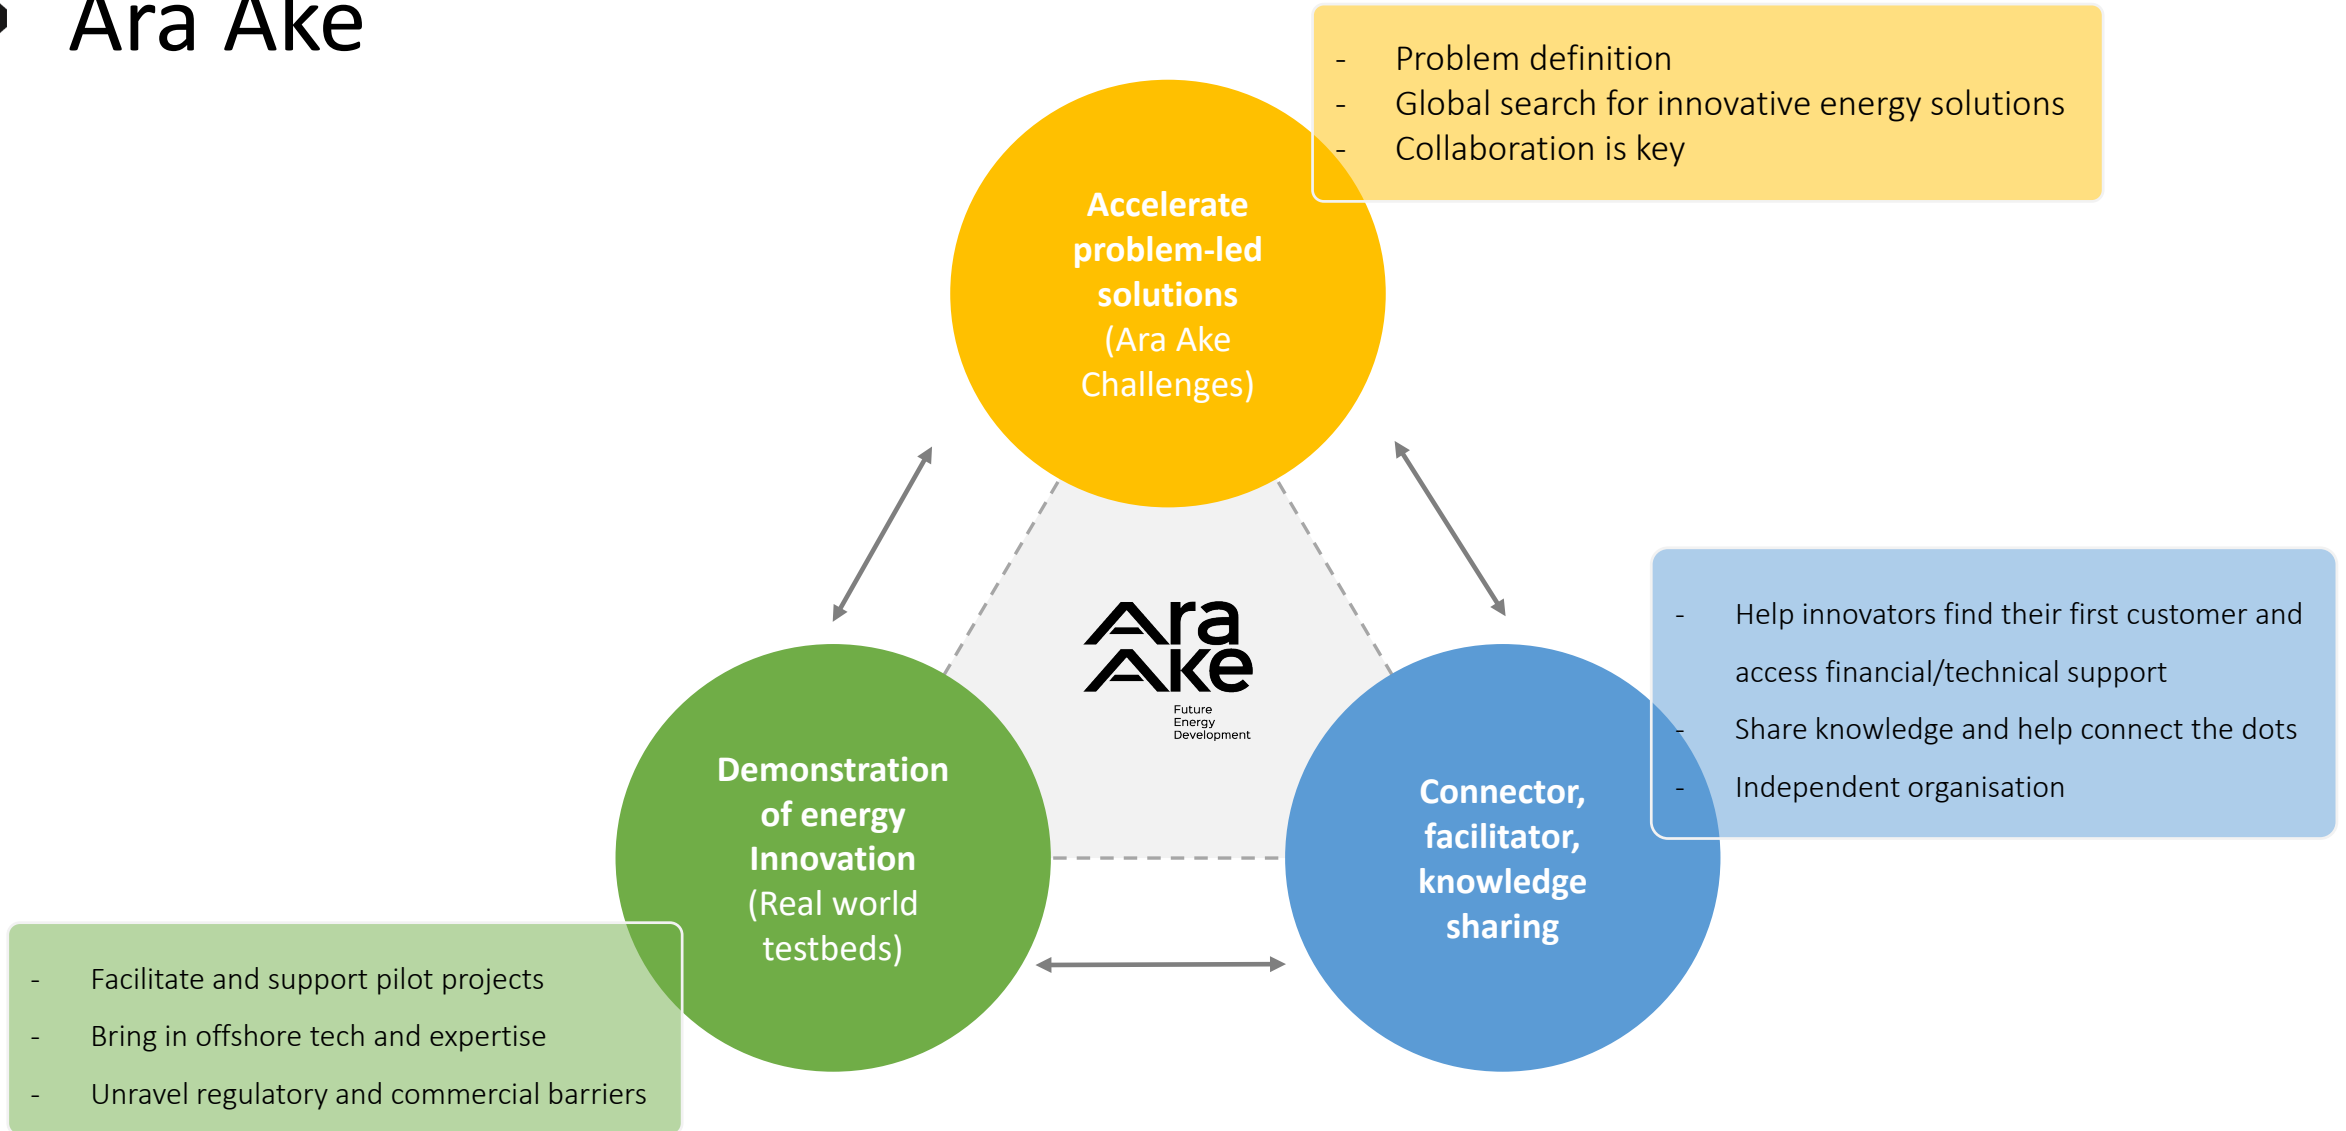 Ara Ake
- Problem definition
- Global search for innovative energy solutions
- Collaboration is key
Accelerate
problem-led
solutions
(Ara Ake
Challenges)
Ara
Ake
Future
Energy
Development
- Help innovators find their first customer and
access financial/technical support
- Share knowledge and help connect the dots
- Independent organisation
Demonstration
of energy
Innovation
(Real world
testbeds)
Connector,
facilitator,
knowledge
sharing
- Facilitate and support pilot projects
- Bring in offshore tech and expertise
- Unravel regulatory and commercial barriers